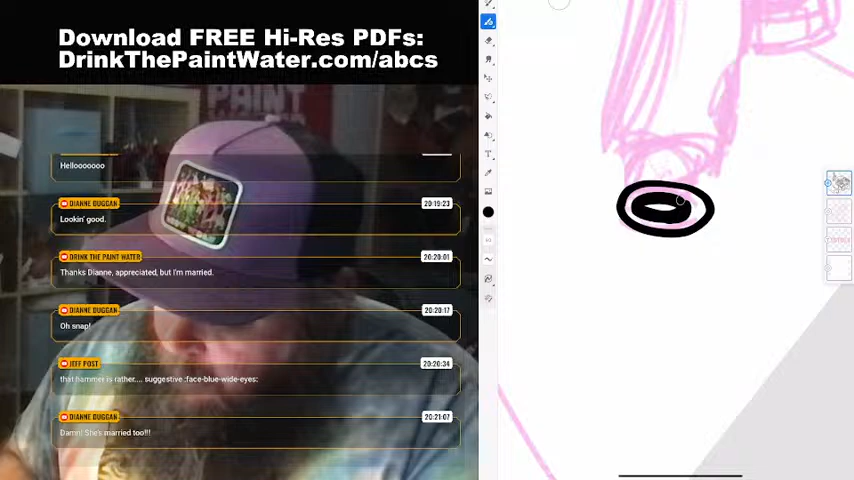 Download FREE Hi-Res PDFs:
DrinkThePaintWater.com/abcs
PAINT
Hellooooooo
DIANNE DUGGAN 20:19:23
Lookin' good.
DRINK THE PAINT WATER 20:20:01
Thanks Dianne, appreciated, but I'm married.
DIANNE DUGGAN 20:20:17
Oh snap!
JEFF POST 20:20:34
that hammer is rather.... suggestive :face-blue-wide-eyes:
DIANNE DUGGAN 20:21:07
Damn! She's married too!!!